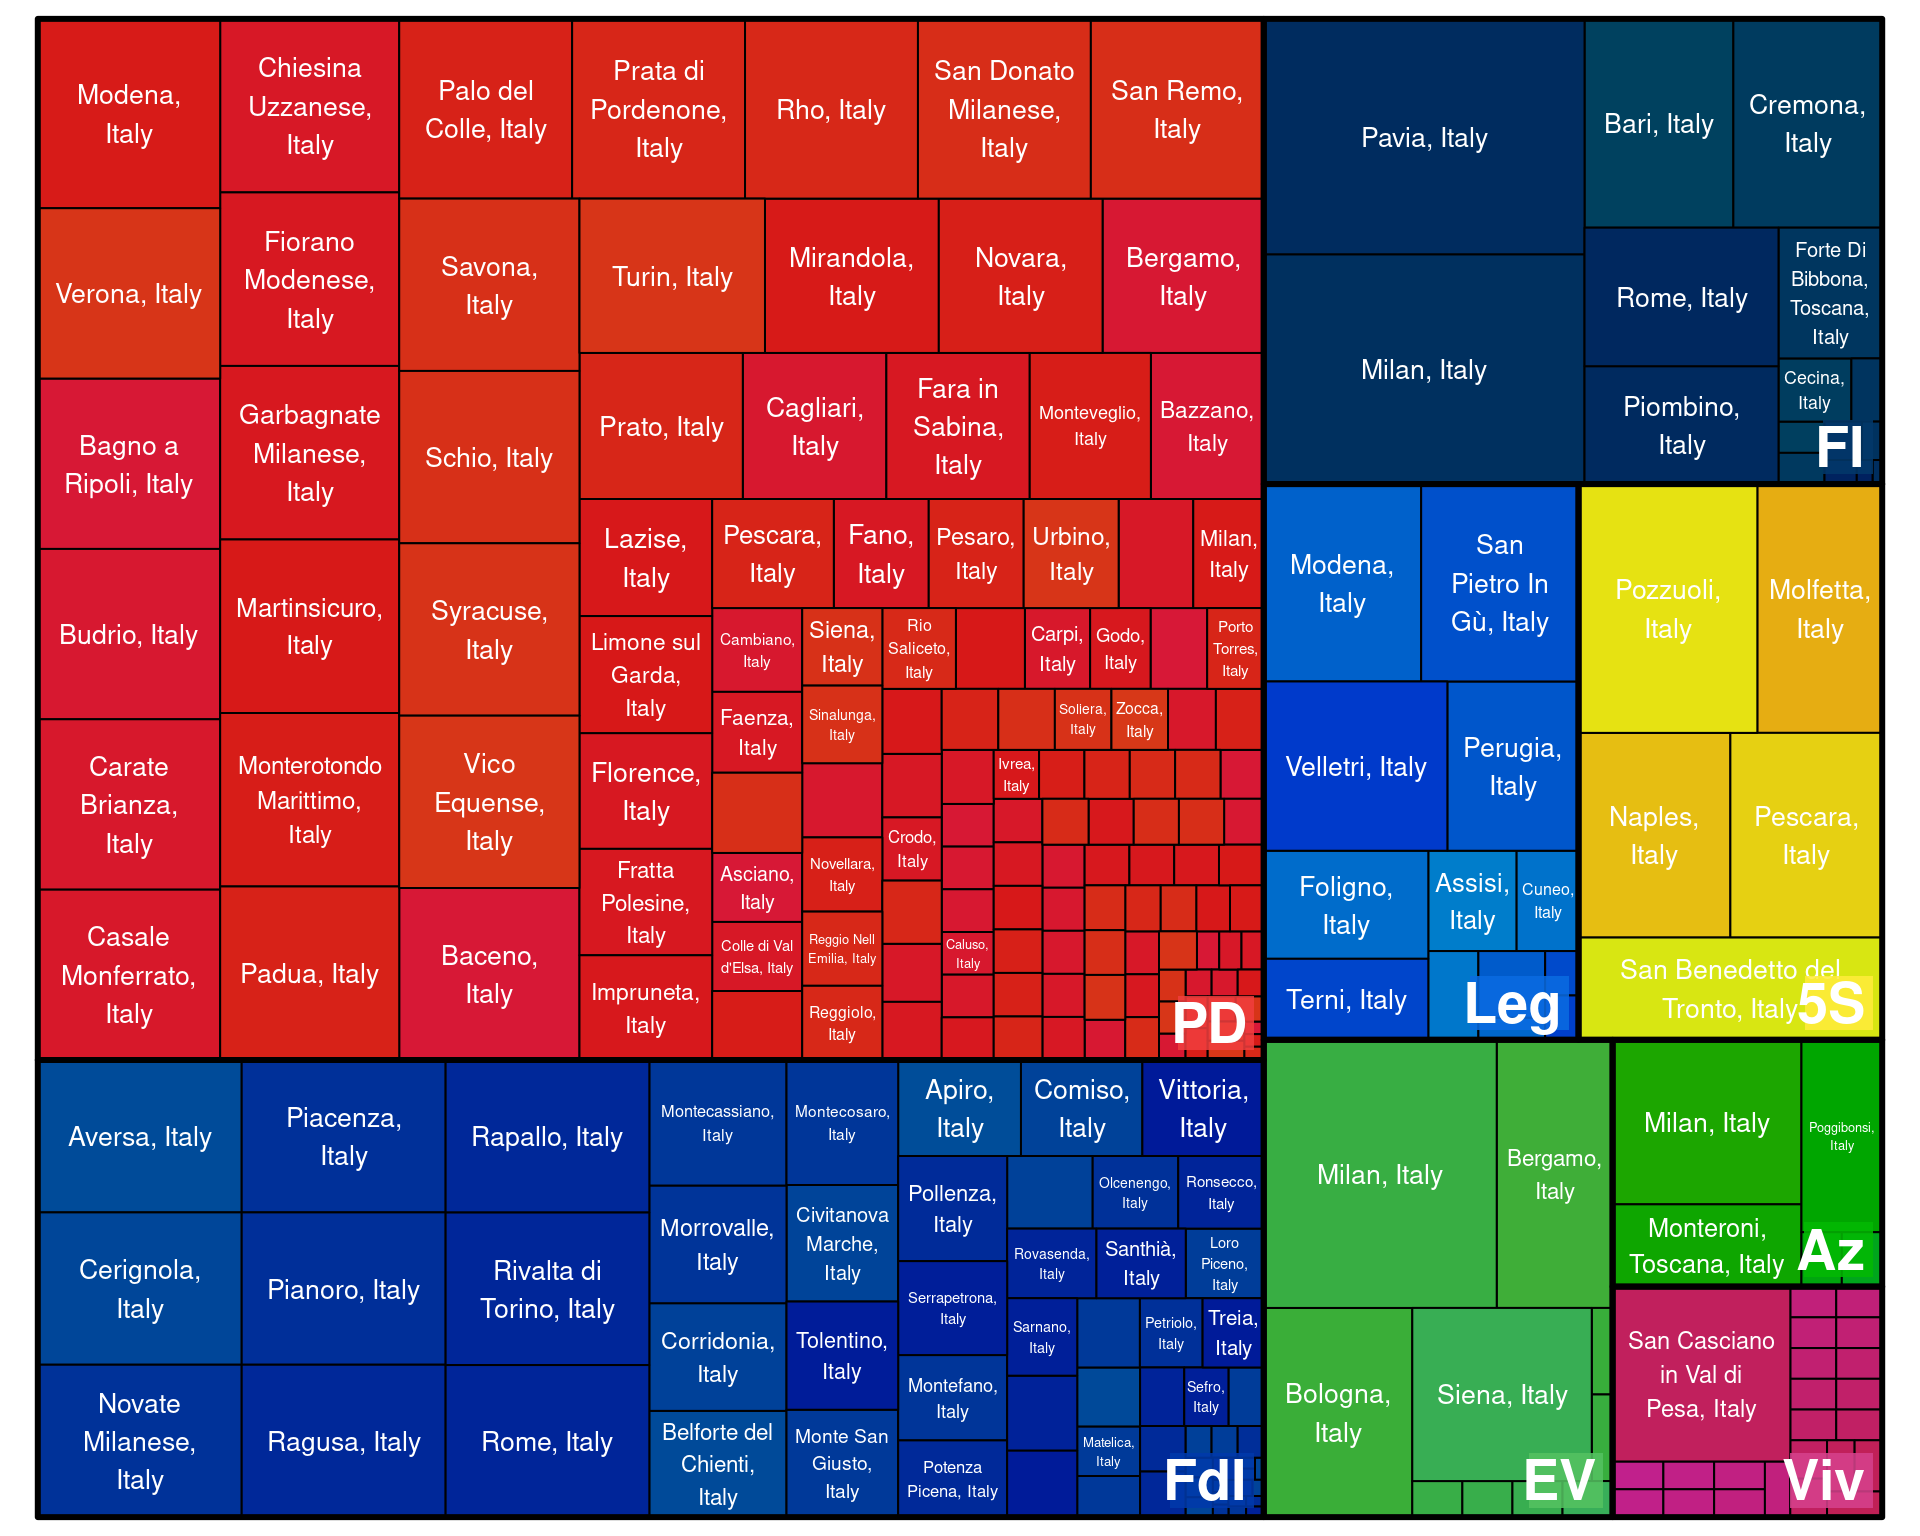 Modena,
Italy
Chiesina
Uzzanese,
Italy
Palo del
Colle, Italy
Prata di
Pordenone,
Italy
Rho, Italy
San Donato
Milanese,
Italy
San Remo,
Italy
Verona, Italy
Fiorano
Modenese,
Italy
Savona,
Italy
Turin, Italy
Mirandola,
Italy
Novara,
Italy
Bergamo,
Italy
Bagno a
Ripoli, Italy
Garbagnate
Milanese,
Italy
Schio, Italy
Prato, Italy
Cagliari,
Italy
Fara in
Sabina,
Italy
Monteveglio,
Italy
Bazzano,
Italy
Budrio, Italy
Martinsicuro,
Italy
Syracuse,
Italy
Lazise,
Italy
Pescara,
Italy
Fano,
Italy
Pesaro,
Italy
Urbino,
Italy
Milan,
Italy
Limone sul
Garda,
Italy
Cambiano,
Italy
Siena,
Italy
Rio
Saliceto,
Italy
Carpi,
Italy
Godo,
Italy
Porto
Torres,
Italy
Faenza,
Italy
Sinalunga,
Italy
Soliera,
Italy
Zocca,
Italy
Carate
Brianza,
Italy
Monterotondo
Marittimo,
Italy
Vico
Equense,
Italy
Florence,
Italy
Ivrea,
Italy
Fratta
Polesine,
Italy
Asciano,
Italy
Novellara,
Italy
Crodo,
Italy
Casale
Monferrato,
Italy
Padua, Italy
Baceno,
Italy
Impruneta,
Italy
Colle di Val
d'Elsa, Italy
Reggio Nell
Emilia, Italy
Caluso,
Italy
Reggiolo,
Italy
PD
Pavia, Italy
Bari, Italy
Cremona,
Italy
Milan, Italy
Rome, Italy
Forte Di
Bibbona,
Toscana,
Italy
Piombino,
Italy
Cecina,
Italy
FI
Modena,
Italy
San
Pietro In
Gù, Italy
Velletri, Italy
Perugia,
Italy
Foligno,
Italy
Assisi,
Italy
Cuneo,
Italy
Terni, Italy
Leg
Pozzuoli,
Italy
Molfetta,
Italy
Naples,
Italy
Pescara,
Italy
San Benedetto del
Tronto, Italy
5S
Aversa, Italy
Piacenza,
Italy
Rapallo, Italy
Montecassiano,
Italy
Montecosaro,
Italy
Apiro,
Italy
Comiso,
Italy
Vittoria,
Italy
Cerignola,
Italy
Pianoro, Italy
Rivalta di
Torino, Italy
Morrovalle,
Italy
Civitanova
Marche,
Italy
Pollenza,
Italy
Olcenengo,
Italy
Ronsecco,
Italy
Rovasenda,
Italy
Santhià,
Italy
Loro
Piceno,
Italy
Corridonia,
Italy
Tolentino,
Italy
Serrapetrona,
Italy
Sarnano,
Italy
Petriolo,
Italy
Treia,
Italy
Novate
Milanese,
Italy
Ragusa, Italy
Rome, Italy
Belforte del
Chienti,
Italy
Monte San
Giusto,
Italy
Montefano,
Italy
Sefro,
Italy
Potenza
Picena, Italy
Matelica,
Italy
FdI
Milan, Italy
Bergamo,
Italy
Bologna,
Italy
Siena, Italy
EV
Milan, Italy
Poggibonsi,
Italy
Monteroni,
Toscana, Italy
Az
San Casciano
in Val di
Pesa, Italy
Viv